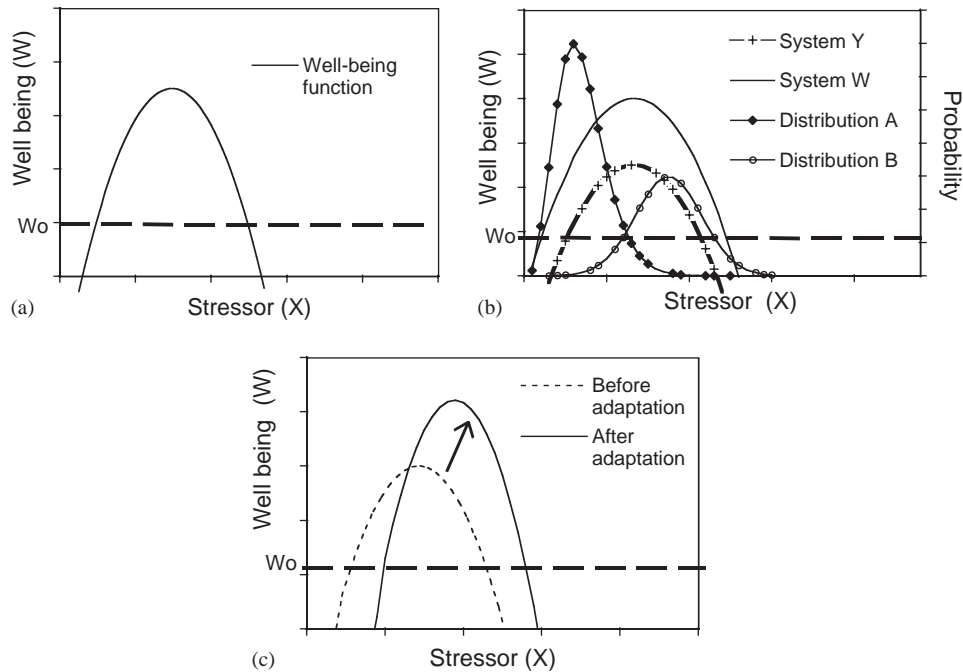 Well being (W)
Well-being
function
Wo
(a)
Stressor (X)
Well being (W)
System Y
System W
Distribution A
Distribution B
Probability
Wo
(b)
Stressor (X)
Well being (W)
Before
adaptation
After
adaptation
Wo
(c)
Stressor (X)